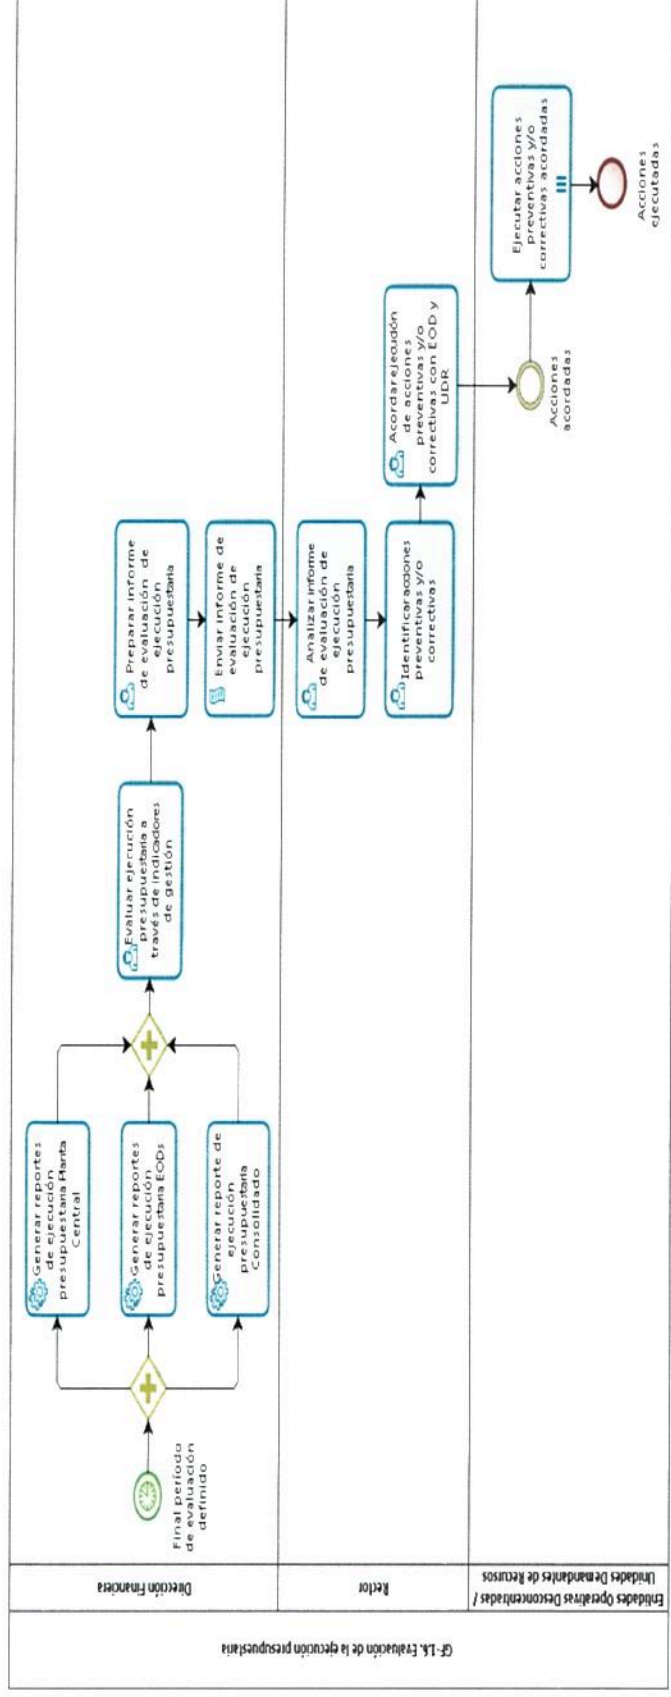 GF-1.6. Evaluación de la ejecución presupuestaria
Dirección Financiera
Rector
Entidades Operativas Desconcentradas /
Unidades Demandantes de Recursos
Final período
de evaluación
definido
Generar reportes
de ejecución
presupuestaria Planta
Central
Generar reportes
de ejecución
presupuestaria EODs
Generar reporte de
ejecución
presupuestaria
Consolidado
Evaluar ejecución
presupuestaria a
través de indicadores
de gestión
Preparar informe
de evaluación de
ejecución
presupuestaria
Enviar informe de
evaluación de
ejecución
presupuestaria
Analizar informe
de evaluación de
ejecución
presupuestaria
Identificar acciones
preventivas y/o
correctivas
Acordar ejecución
de acciones
preventivas y/o
correctivas con EOD y
UDR
Acciones
acordadas
Ejecutar acciones
preventivas y/o
correctivas acordadas
Acciones
ejecutadas